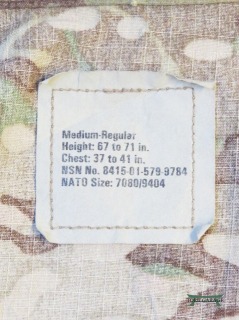 Medium-Regular
Height: 67 to 71 in.
Chest: 37 to 41 in.
NSN No. 8415-01-579-9784
NATO Size: 7080/9404